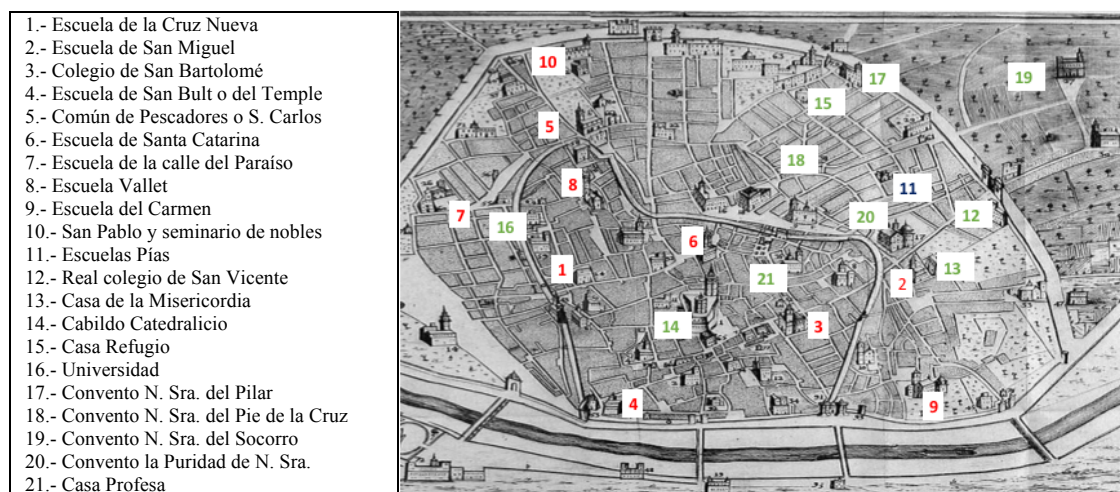 1.- Escuela de la Cruz Nueva
2.- Escuela de San Miguel
3.- Colegio de San Bartolomé
4.- Escuela de San Bult o del Temple
5.- Común de Pescadores o S. Carlos
6.- Escuela de Santa Catarina
7.- Escuela de la calle del Paraíso
8.- Escuela Vallet
9.- Escuela del Carmen
10.- San Pablo y seminario de nobles
11.- Escuelas Pías
12.- Real colegio de San Vicente
13.- Casa de la Misericordia
14.- Cabildo Catedralicio
15.- Casa Refugio
16.- Universidad
17.- Convento N. Sra. del Pilar
18.- Convento N. Sra. del Pie de la Cruz
19.- Convento N. Sra. del Socorro
20.- Convento la Puridad de N. Sra.
21.- Casa Profesa
10
17
19
15
5
18
8
11
7
16
20
12
6
1
21
2
13
14
3
4
9